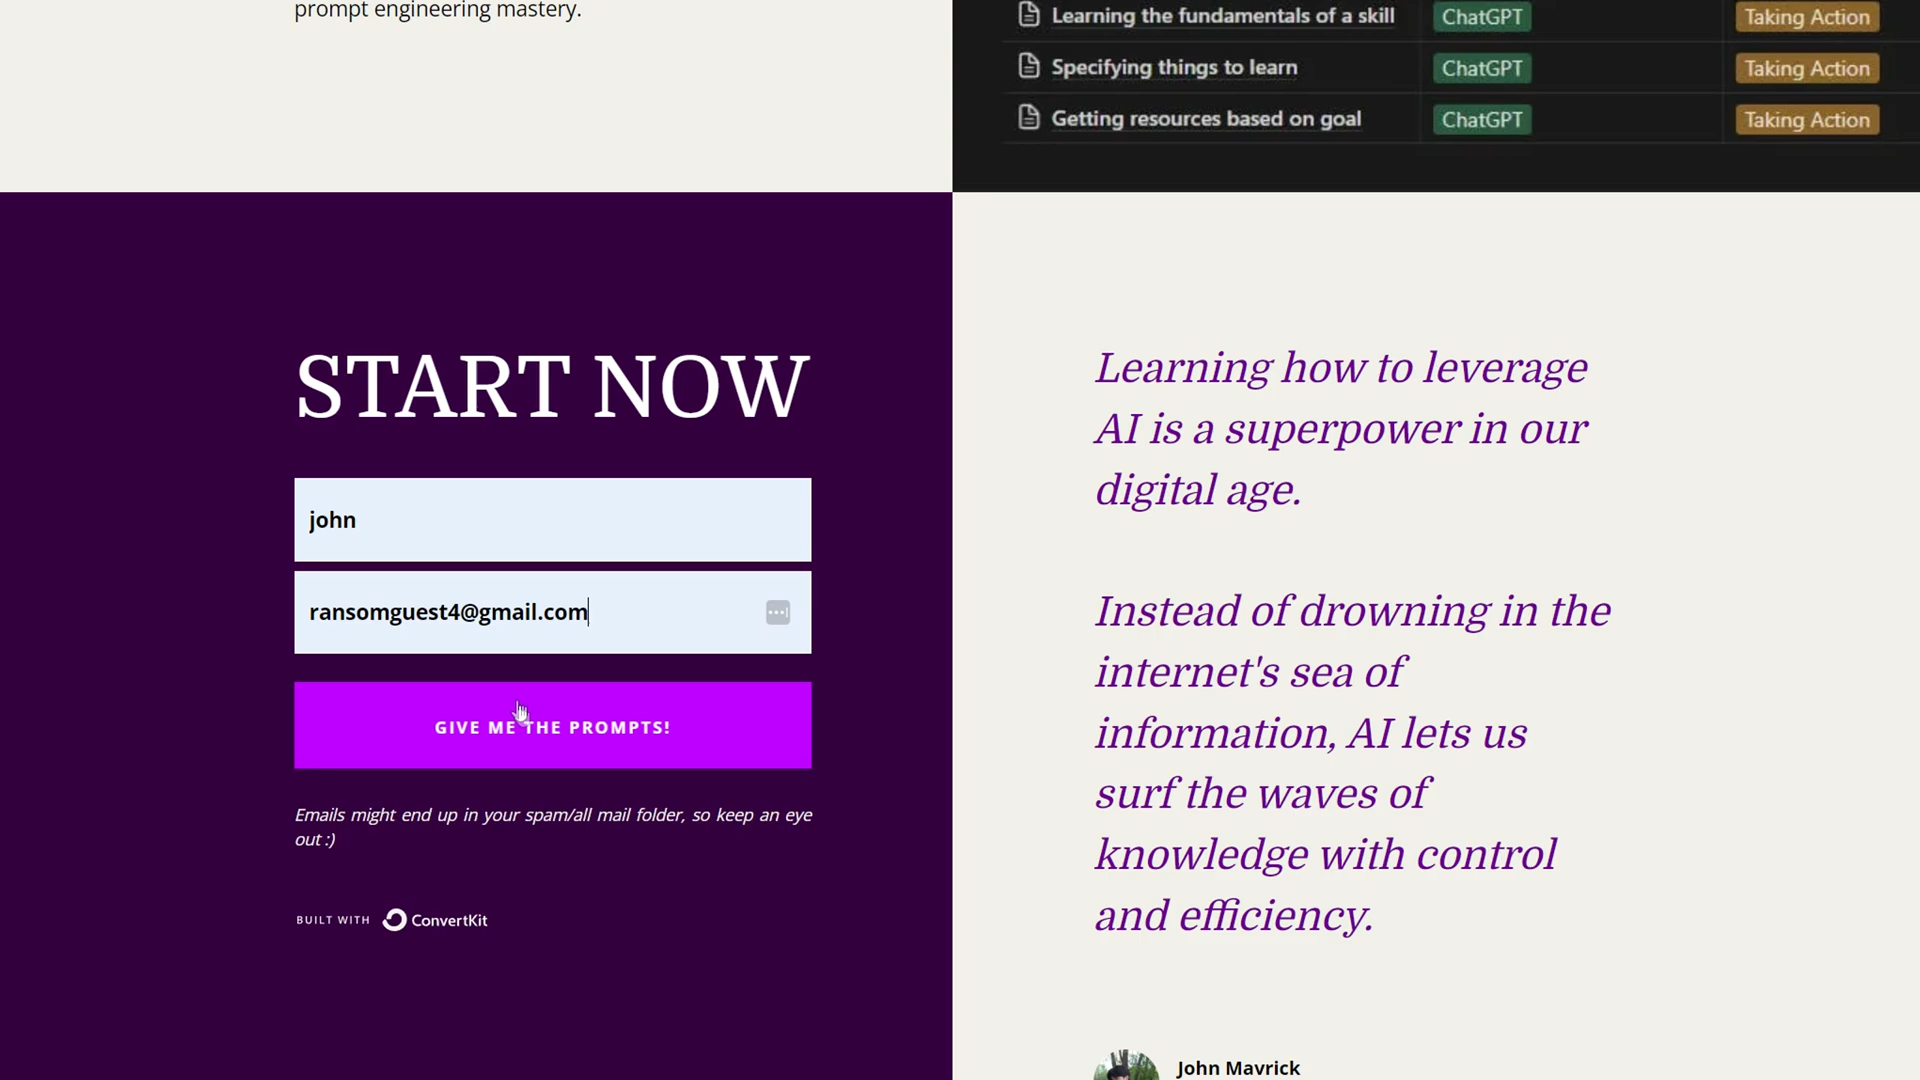 prompt engineering mastery.
Learning the fundamentals of a skill ChatGPT Taking Action
Specifying things to learn ChatGPT Taking Action
Getting resources based on goal ChatGPT Taking Action
START NOW
john
ransomguest4@gmail.com
GIVE ME THE PROMPTS!
Emails might end up in your spam/all mail folder, so keep an eye
out :)
BUILT WITH ConvertKit
Learning how to leverage
AI is a superpower in our
digital age.
Instead of drowning in the
internet's sea of
information, AI lets us
surf the waves of
knowledge with control
and efficiency.
John Mavrick